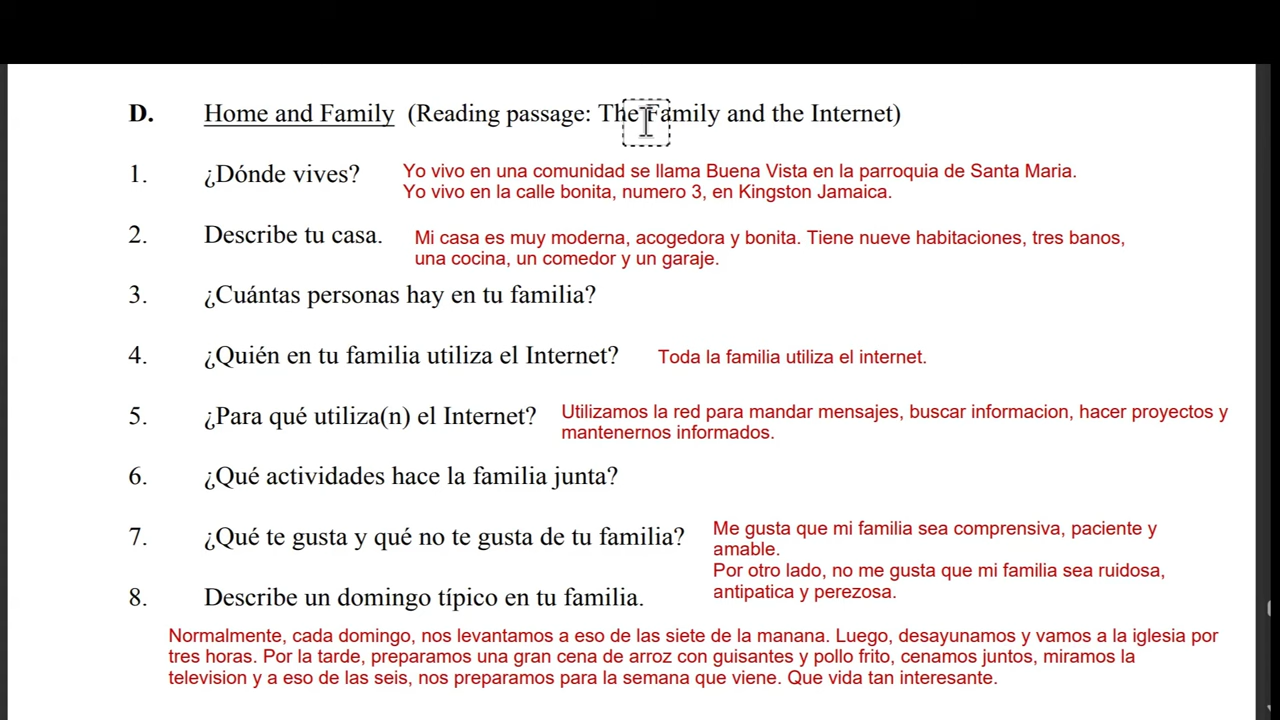 D. Home and Family (Reading passage: The Family and the Internet)
1. ¿Dónde vives? Yo vivo en una comunidad se llama Buena Vista en la parroquia de Santa Maria.
Yo vivo en la calle bonita, numero 3, en Kingston Jamaica.
2. Describe tu casa. Mi casa es muy moderna, acogedora y bonita. Tiene nueve habitaciones, tres banos,
una cocina, un comedor y un garaje.
3. ¿Cuántas personas hay en tu familia?
4. ¿Quién en tu familia utiliza el Internet? Toda la familia utiliza el internet.
5. ¿Para qué utiliza(n) el Internet? Utilizamos la red para mandar mensajes, buscar informacion, hacer proyectos y
mantenernos informados.
6. ¿Qué actividades hace la familia junta?
7. ¿Qué te gusta y qué no te gusta de tu familia? Me gusta que mi familia sea comprensiva, paciente y
amable.
Por otro lado, no me gusta que mi familia sea ruidosa,
antipatica y perezosa.
8. Describe un domingo típico en tu familia.
Normalmente, cada domingo, nos levantamos a eso de las siete de la manana. Luego, desayunamos y vamos a la iglesia por
tres horas. Por la tarde, preparamos una gran cena de arroz con guisantes y pollo frito, cenamos juntos, miramos la
television y a eso de las seis, nos preparamos para la semana que viene. Que vida tan interesante.